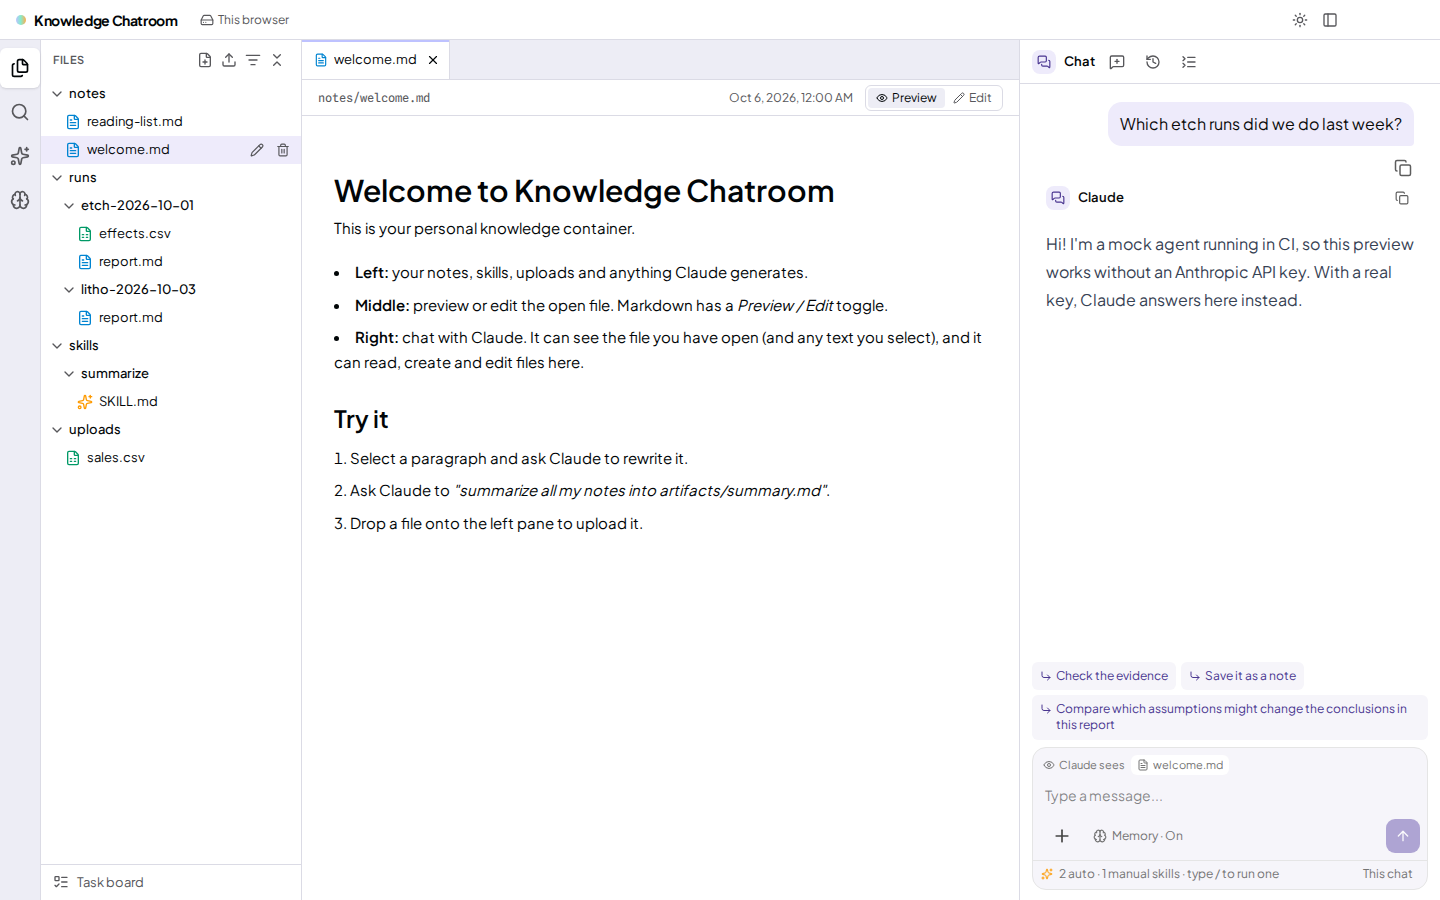 Knowledge Chatroom
This browser
FILES
notes
reading-list.md
welcome.md
runs
etch-2026-10-01
effects.csv
report.md
litho-2026-10-03
report.md
skills
summarize
SKILL.md
uploads
sales.csv
Task board
welcome.md
notes/welcome.md
Oct 6, 2026, 12:00 AM
Preview
Edit
Welcome to Knowledge Chatroom
This is your personal knowledge container.
• Left: your notes, skills, uploads and anything Claude generates.
• Middle: preview or edit the open file. Markdown has a Preview / Edit toggle.
• Right: chat with Claude. It can see the file you have open (and any text you select), and it
can read, create and edit files here.
Try it
1. Select a paragraph and ask Claude to rewrite it.
2. Ask Claude to "summarize all my notes into artifacts/summary.md".
3. Drop a file onto the left pane to upload it.
Chat
Which etch runs did we do last week?
Claude
Hi! I'm a mock agent running in CI, so this preview
works without an Anthropic API key. With a real
key, Claude answers here instead.
Check the evidence
Save it as a note
Compare which assumptions might change the conclusions in
this report
Claude sees
welcome.md
Type a message...
Memory · On
2 auto · 1 manual skills · type / to run one
This chat